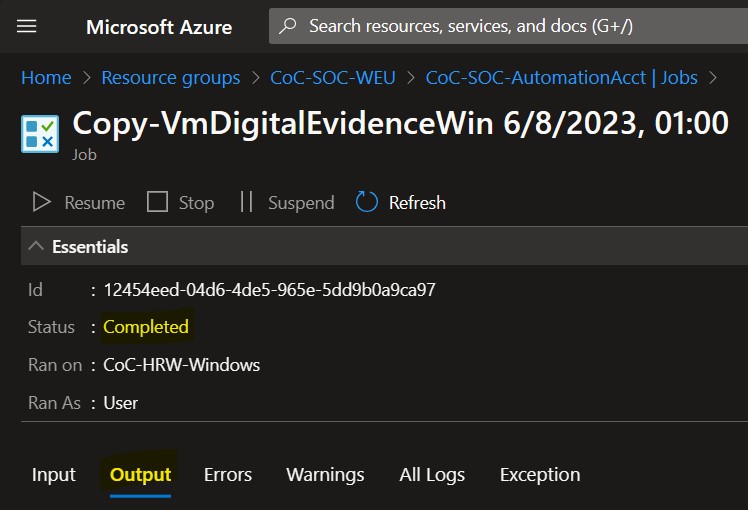 Microsoft Azure
Search resources, services, and docs (G+/)
Home > Resource groups > CoC-SOC-WEU > CoC-SOC-AutomationAcct | Jobs >
Copy-VmDigitalEvidenceWin 6/8/2023, 01:00
Job
Resume Stop Suspend Refresh
Essentials
Id : 12454eed-04d6-4de5-965e-5dd9b0a9ca97
Status : Completed
Ran on : CoC-HRW-Windows
Ran As : User
Input Output Errors Warnings All Logs Exception